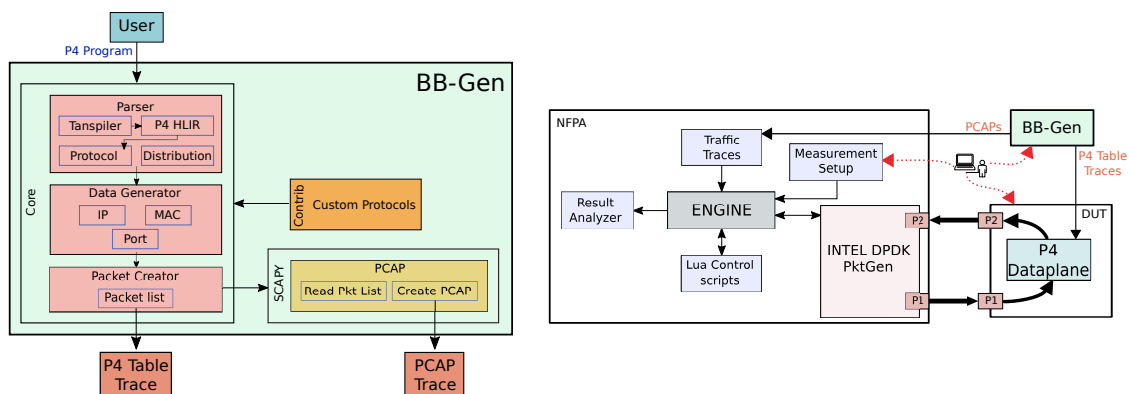 User
P4 Program
BB-Gen
Core
Parser
Tanspiler
P4 HLIR
Protocol
Distribution
Data Generator
IP
MAC
Port
Packet Creator
Packet list
Contrib
Custom Protocols
SCAPY
PCAP
Read Pkt List
Create PCAP
P4 Table
Trace
PCAP
Trace
NFPA
Traffic
Traces
Measurement
Setup
Result
Analyzer
ENGINE
Lua Control
scripts
INTEL DPDK
PktGen
P2
P1
PCAPs
BB-Gen
P4 Table
Traces
DUT
P2
P1
P4
Dataplane